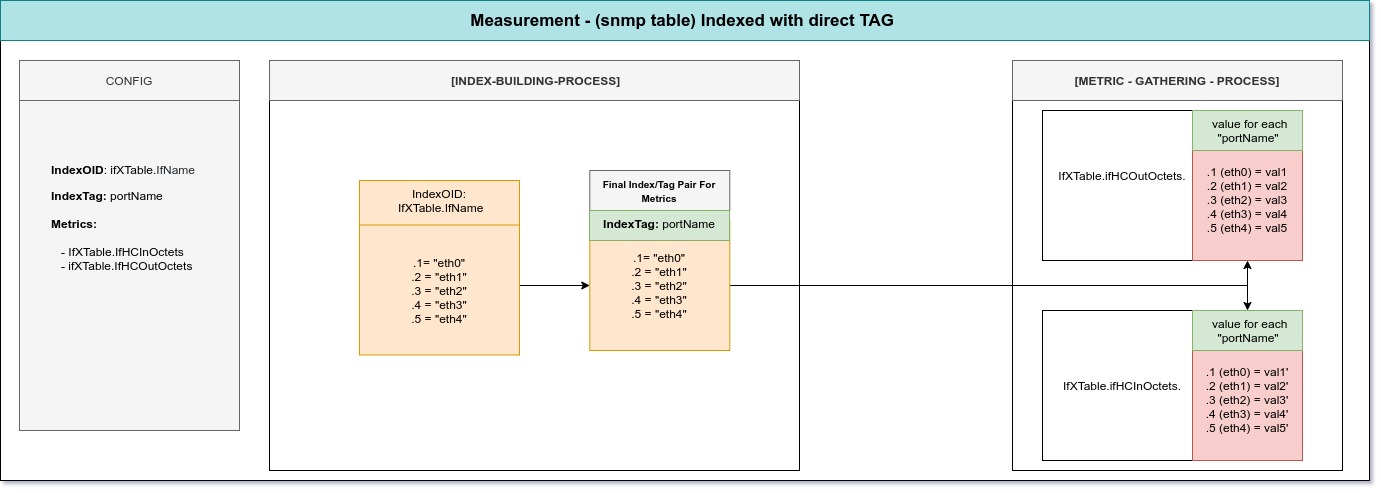 Measurement - (snmp table) Indexed with direct TAG
CONFIG
IndexOID: ifXTable.IfName
IndexTag: portName
Metrics:
- IfXTable.IfHCInOctets
- ifXTable.IfHCOutOctets
[INDEX-BUILDING-PROCESS]
IndexOID:
IfXTable.IfName
.1= "eth0"
.2 = "eth1"
.3 = "eth2"
.4 = "eth3"
.5 = "eth4"
Final Index/Tag Pair For
Metrics
IndexTag: portName
.1= "eth0"
.2 = "eth1"
.3 = "eth2"
.4 = "eth3"
.5 = "eth4"
[METRIC - GATHERING - PROCESS]
IfXTable.ifHCOutOctets.
value for each
"portName"
.1 (eth0) = val1
.2 (eth1) = val2
.3 (eth2) = val3
.4 (eth3) = val4
.5 (eth4) = val5
IfXTable.ifHCInOctets.
value for each
"portName"
.1 (eth0) = val1'
.2 (eth1) = val2'
.3 (eth2) = val3'
.4 (eth3) = val4'
.5 (eth4) = val5'